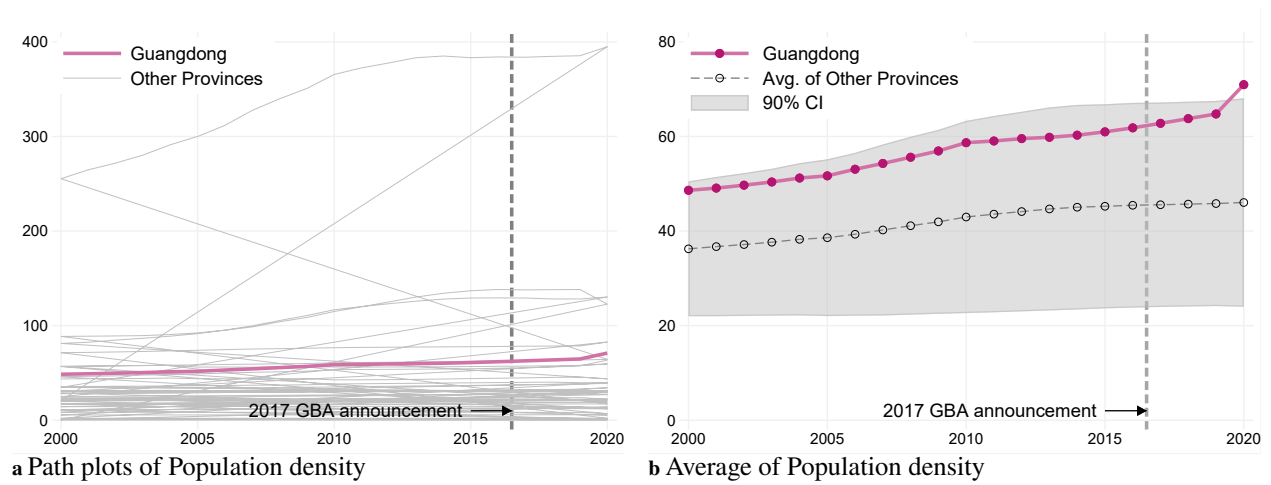 400
300
200
100
0
Guangdong
Other Provinces
2017 GBA announcement
2000 2005 2010 2015 2020
a Path plots of Population density
80
60
40
20
0
Guangdong
Avg. of Other Provinces
90% CI
2017 GBA announcement
2000 2005 2010 2015 2020
b Average of Population density